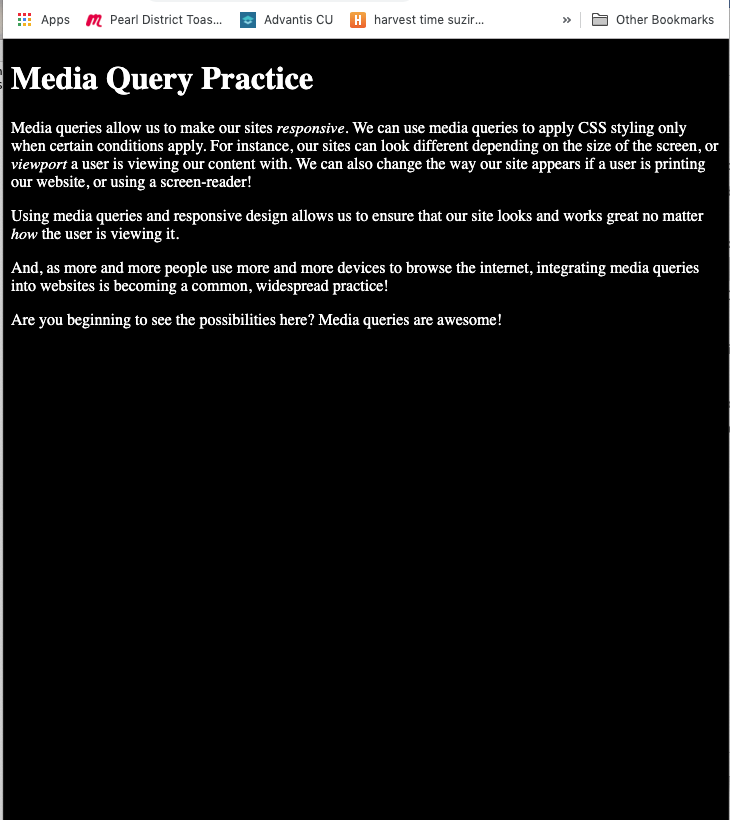 Apps Pearl District Toas... Advantis CU harvest time suzir... » Other Bookmarks
Media Query Practice
Media queries allow us to make our sites responsive. We can use media queries to apply CSS styling only
when certain conditions apply. For instance, our sites can look different depending on the size of the screen, or
viewport a user is viewing our content with. We can also change the way our site appears if a user is printing
our website, or using a screen-reader!
Using media queries and responsive design allows us to ensure that our site looks and works great no matter
how the user is viewing it.
And, as more and more people use more and more devices to browse the internet, integrating media queries
into websites is becoming a common, widespread practice!
Are you beginning to see the possibilities here? Media queries are awesome!